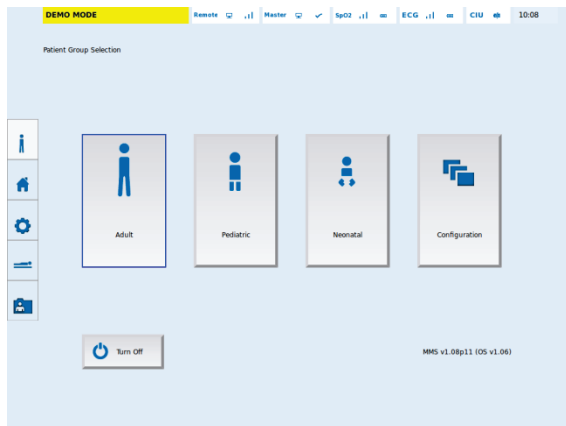 DEMO MODE Remote Master SpO2 ECG CIU 10:08
Patient Group Selection
Adult Pediatric Neonatal Configuration
Turn Off MMS v1.08p11 (OS v1.06)